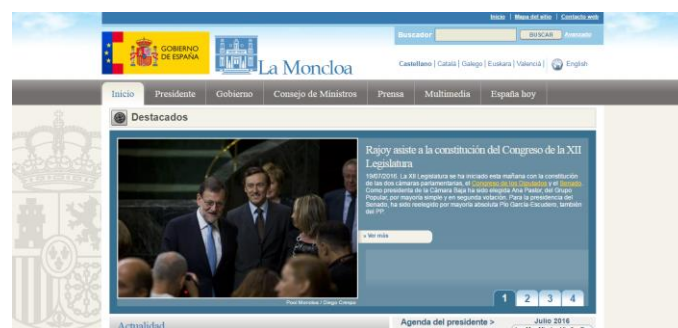 Inicio | Mapa del sitio | Contacto web
Buscador BUSCAR Avanzado
GOBIERNO
DE ESPAÑA
La Moncloa
Castellano | Català | Galego | Euskara | Valencià | English
Inicio Presidente Gobierno Consejo de Ministros Prensa Multimedia España hoy
Destacados
Rajoy asiste a la constitución del Congreso de la XII
Legislatura
19/07/2016. La XII Legislatura se ha iniciado esta mañana con la constitución
de las dos cámaras parlamentarias, el Congreso de los Diputados y el Senado.
Como presidenta de la Cámara Baja ha sido elegida Ana Pastor, del Grupo
Popular, por mayoría simple y en segunda votación. Para la presidencia del
Senado, ha sido reelegido por mayoría absoluta Pío García-Escudero, también
del PP.
» Ver más
Pool Moncloa / Diego Crespo
1 2 3 4
Actualidad
Agenda del presidente >
Julio 2016